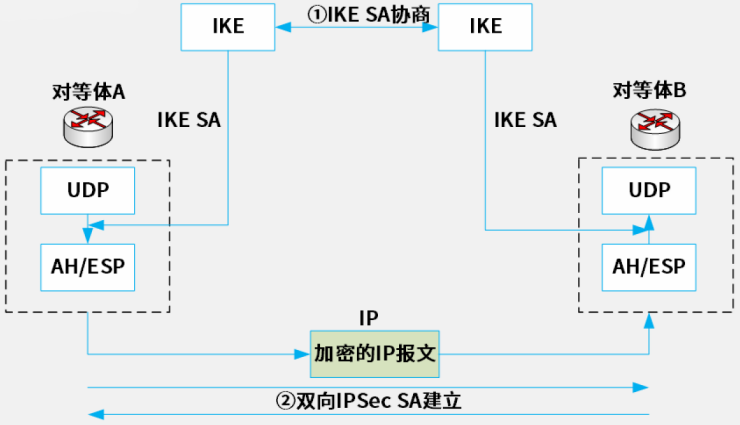 IKE
①IKE SA协商
IKE
对等体A
对等体B
IKE SA
IKE SA
UDP
UDP
AH/ESP
AH/ESP
IP
加密的IP报文
②双向IPSec SA建立